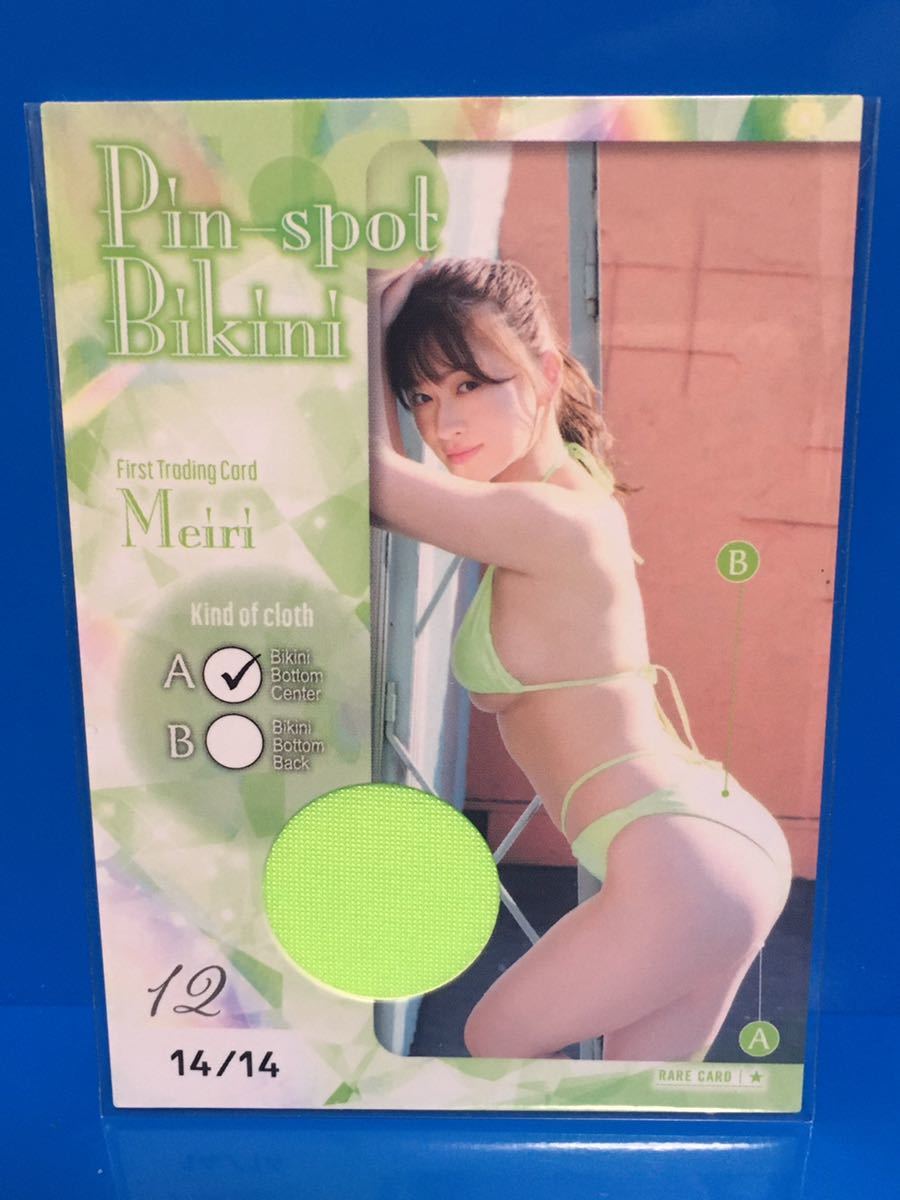 Pin-spot
Bikini
First Trading Card
Meiri
Kind of cloth
A Bikini
Bottom
Center
B Bikini
Bottom
Back
B
A
12
14/14
RARE CARD ★